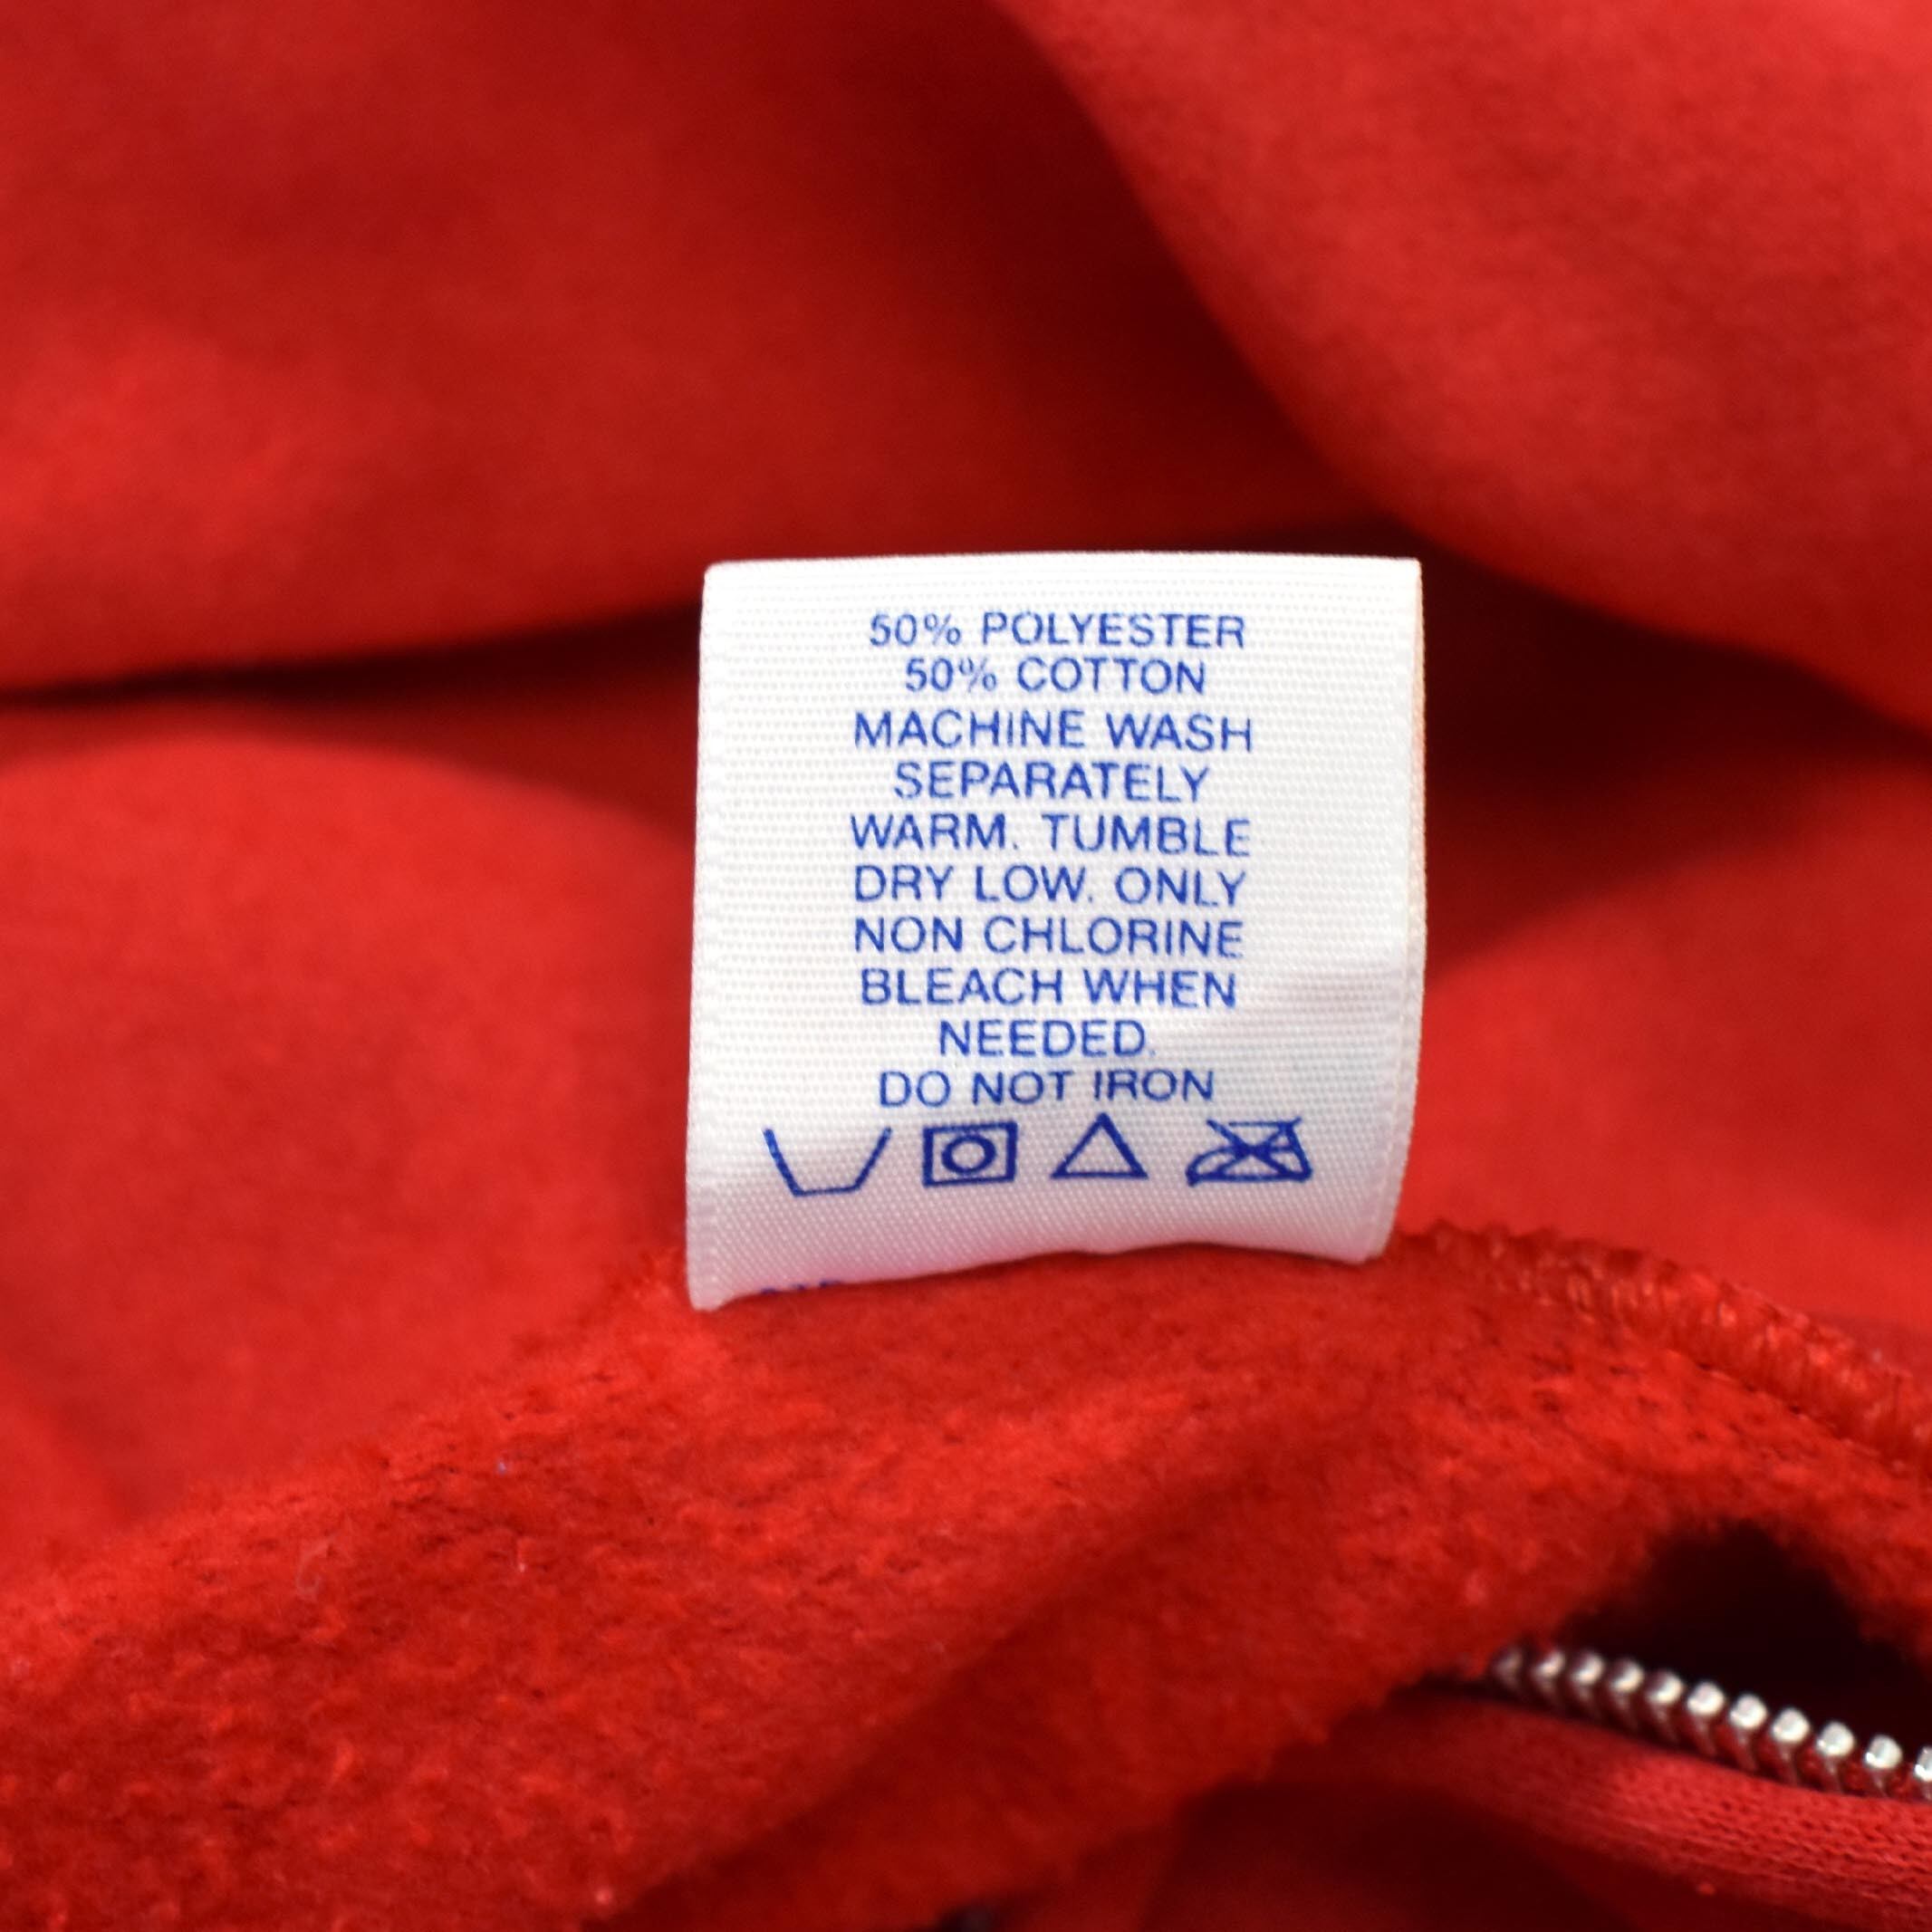 50% POLYESTER
50% COTTON
MACHINE WASH
SEPARATELY
WARM. TUMBLE
DRY LOW. ONLY
NON CHLORINE
BLEACH WHEN
NEEDED.
DO NOT IRON